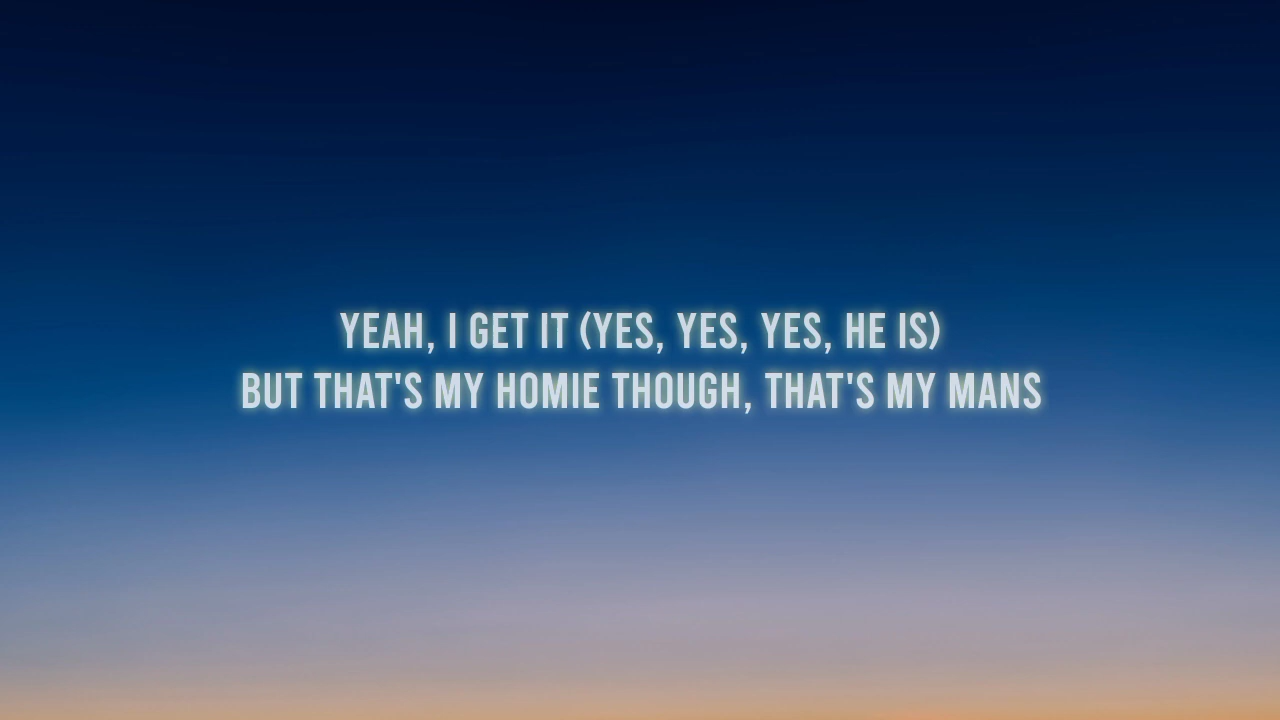 YEAH, I GET IT (YES, YES, YES, HE IS)
BUT THAT'S MY HOMIE THOUGH, THAT'S MY MANS